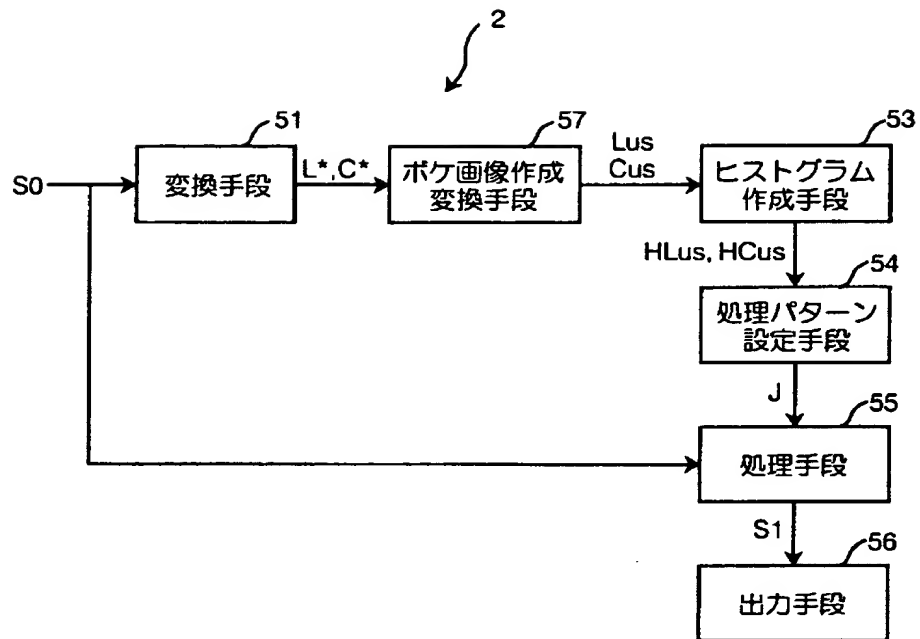 2
51
57
53
S0
変換手段
L*,C*
ボケ画像作成
変換手段
Lus
Cus
ヒストグラム
作成手段
HLus, HCus
54
処理パターン
設定手段
J
55
処理手段
S1
56
出力手段